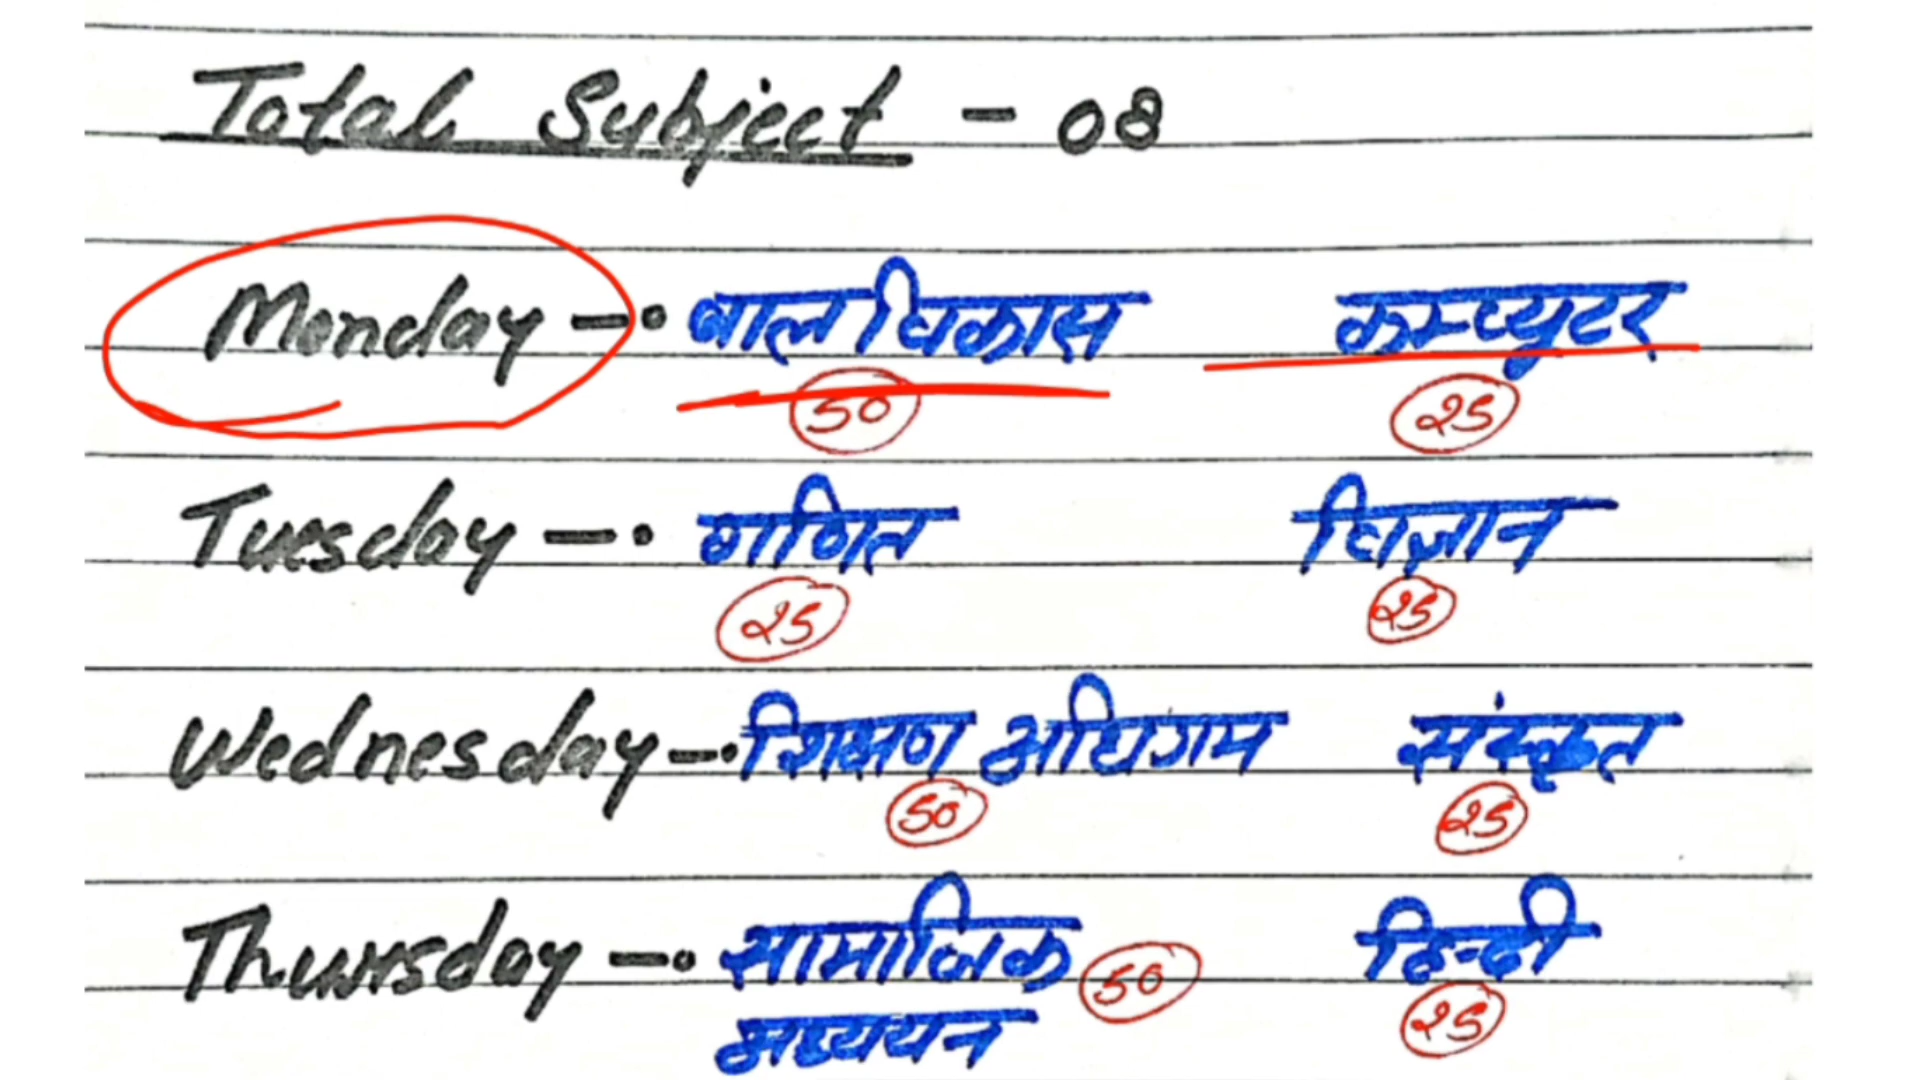 Total Subject - 08
Monday —• बाल विकास कम्प्युटर
50 25
Tuesday —• गणित विज्ञान
25 25
Wednesday —• शिक्षण अधिगम संस्कृत
50 25
Thursday —• सामाजिक 50 हिन्दी
अध्ययन 25